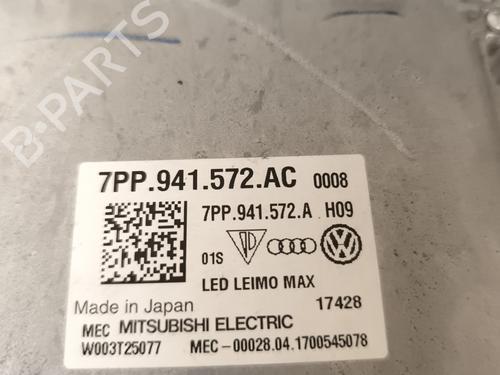 7PP.941.572.AC 0008
7PP.941.572.A H09
01S
LED LEIMO MAX
Made in Japan 17428
MEC MITSUBISHI ELECTRIC
W003T25077 MEC-00028.04.1700545078
B-PARTS